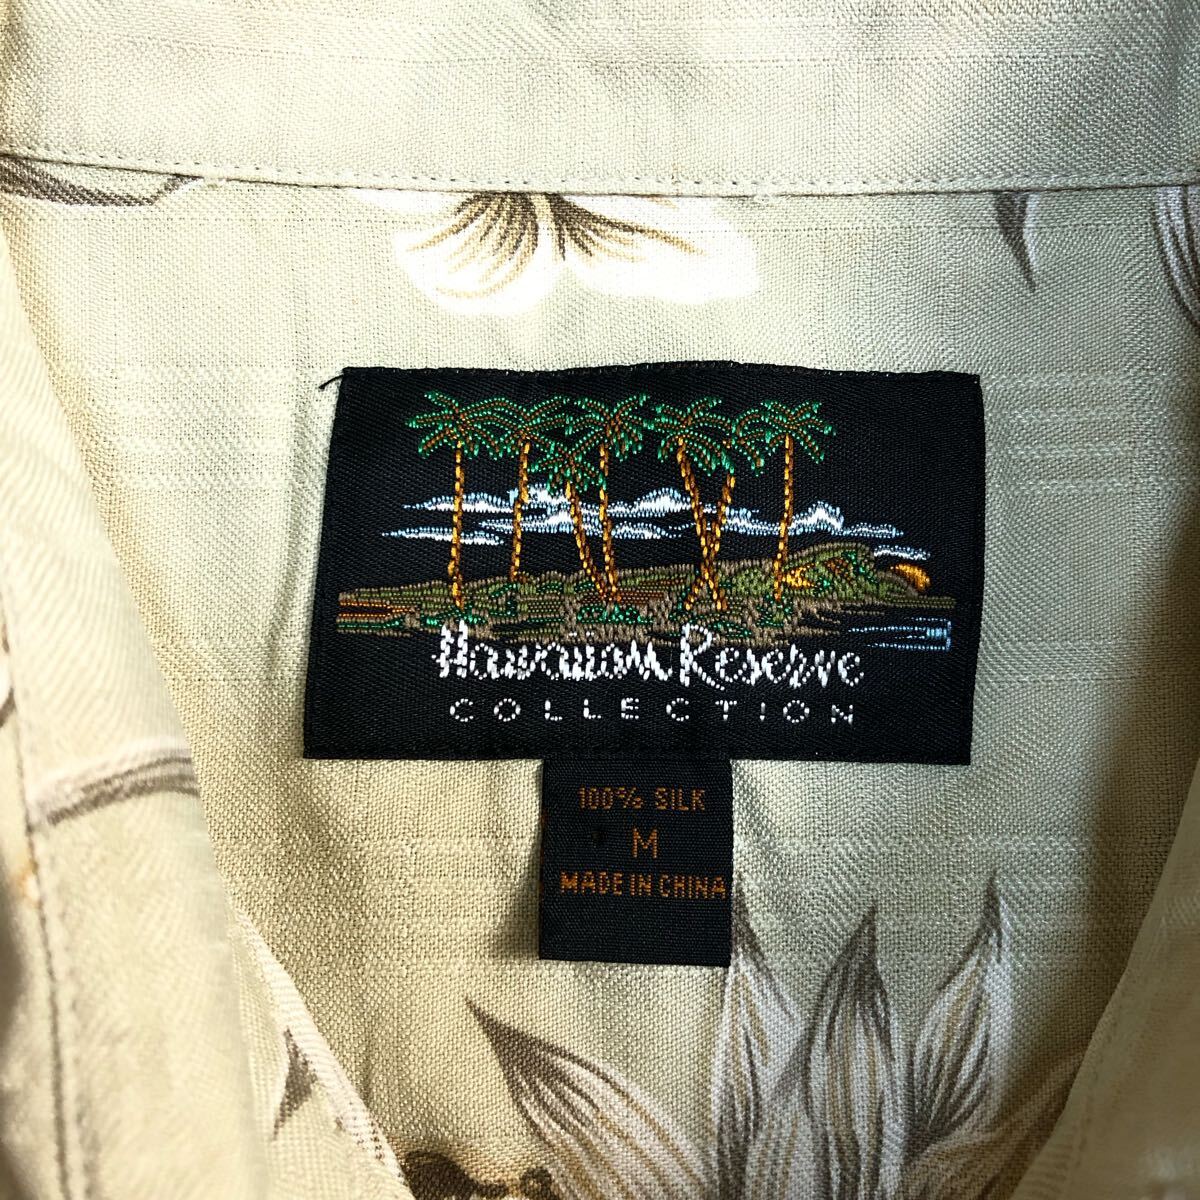 Hawaiian Reserve
COLLECTION
100% SILK
M
MADE IN CHINA